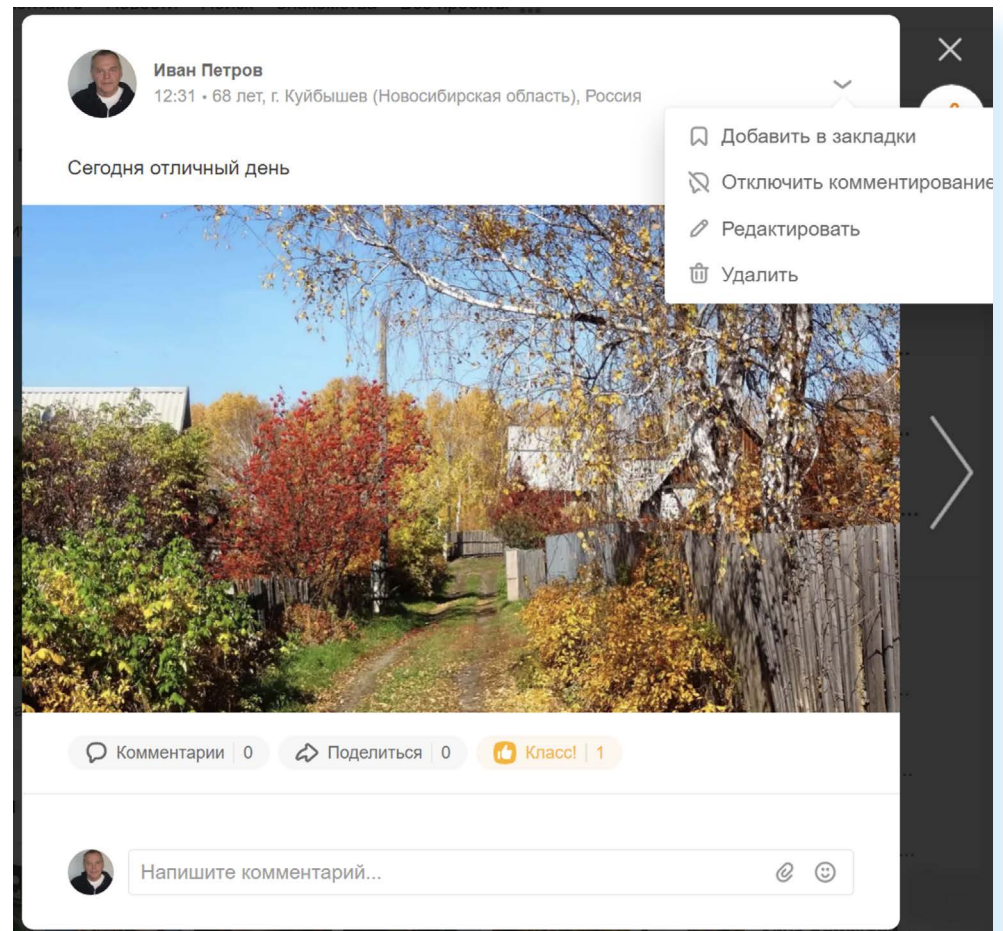 Иван Петров
12:31 • 68 лет, г. Куйбышев (Новосибирская область), Россия
Добавить в закладки
Отключить комментирование
Редактировать
Удалить
Сегодня отличный день
Комментарии 0 Поделиться 0 Класс! 1
Напишите комментарий...